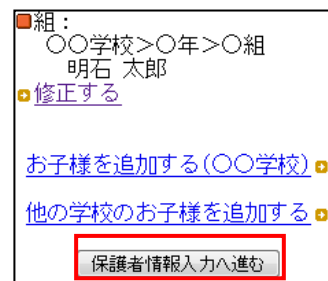 ■組：
〇〇学校>〇年>〇組
明石 太郎
修正する
お子様を追加する(〇〇学校)
他の学校のお子様を追加する
保護者情報入力へ進む